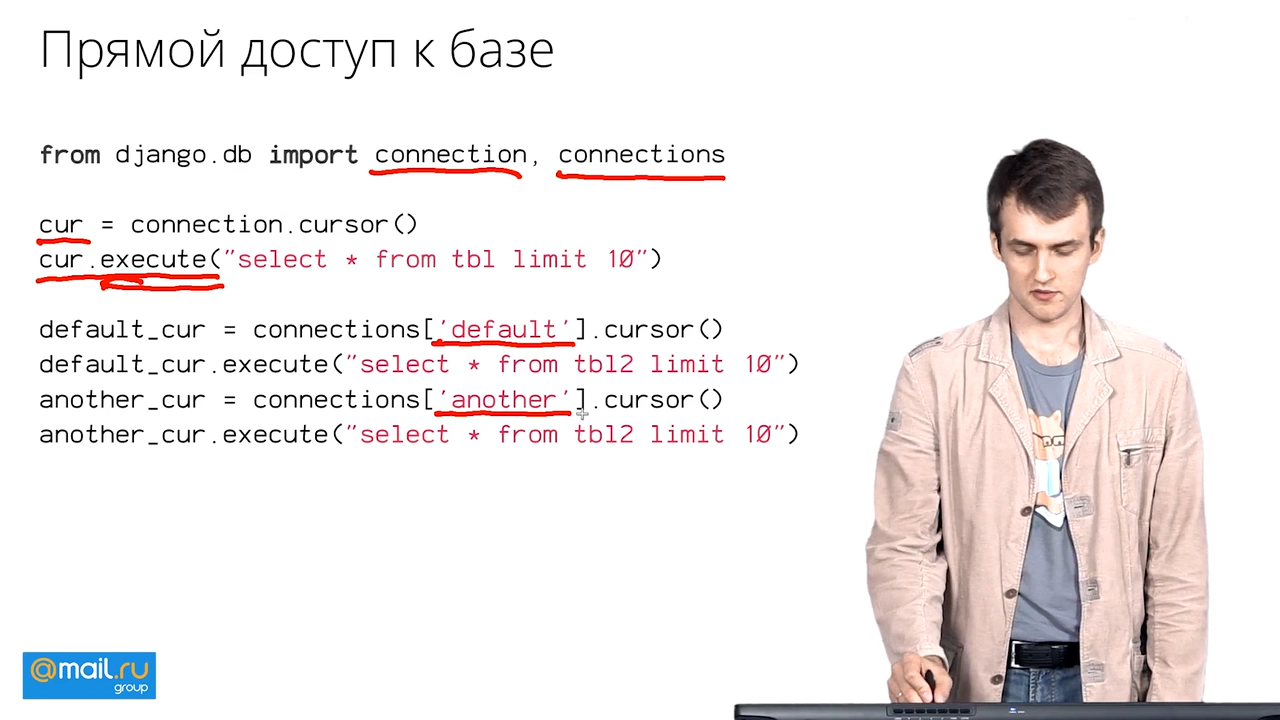 Прямой доступ к базе
from django.db import connection, connections
cur = connection.cursor()
cur.execute("select * from tbl limit 10")
default_cur = connections['default'].cursor()
default_cur.execute("select * from tbl2 limit 10")
another_cur = connections['another'].cursor()
another_cur.execute("select * from tbl2 limit 10")
@mail.ru
group